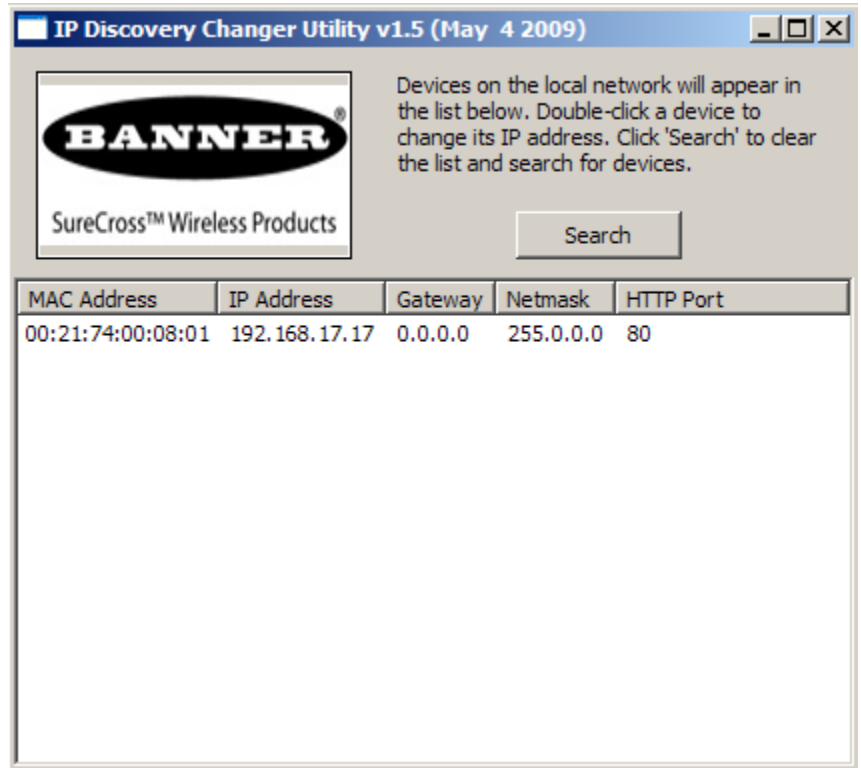 IP Discovery Changer Utility v1.5 (May  4 2009)
BANNER®
SureCross™ Wireless Products
Devices on the local network will appear in
the list below. Double-click a device to
change its IP address. Click 'Search' to clear
the list and search for devices.
Search
MAC Address IP Address Gateway Netmask HTTP Port
00:21:74:00:08:01 192.168.17.17 0.0.0.0 255.0.0.0 80